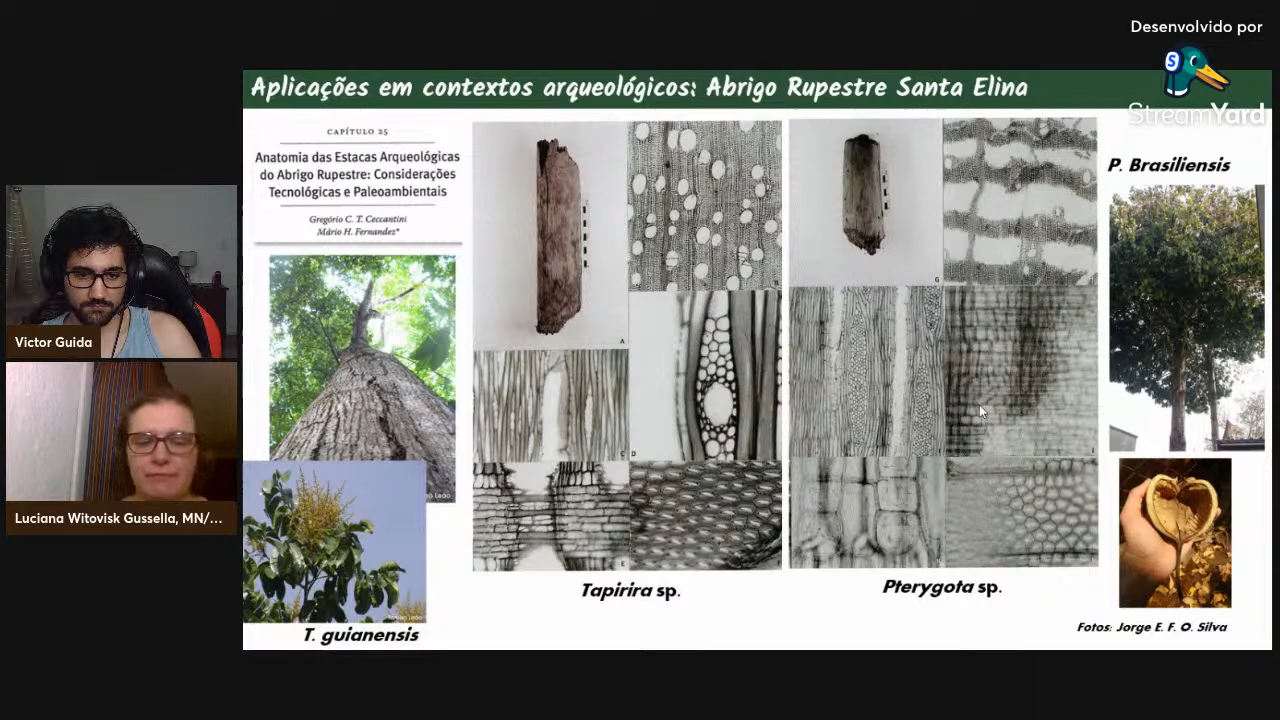 Desenvolvido por
StreamYard
Aplicações em contextos arqueológicos: Abrigo Rupestre Santa Elina
CAPÍTULO 25
Anatomia das Estacas Arqueológicas
do Abrigo Rupestre: Considerações
Tecnológicas e Paleoambientais
Gregório C. T. Ceccantini
Mário H. Fernandez*
P. Brasiliensis
Victor Guida
Luciana Witovisk Gussella, MN/...
A
B
C
D
E
G
Tapirira sp.
Pterygota sp.
T. guianensis
Fotos: Jorge E. F. O. Silva